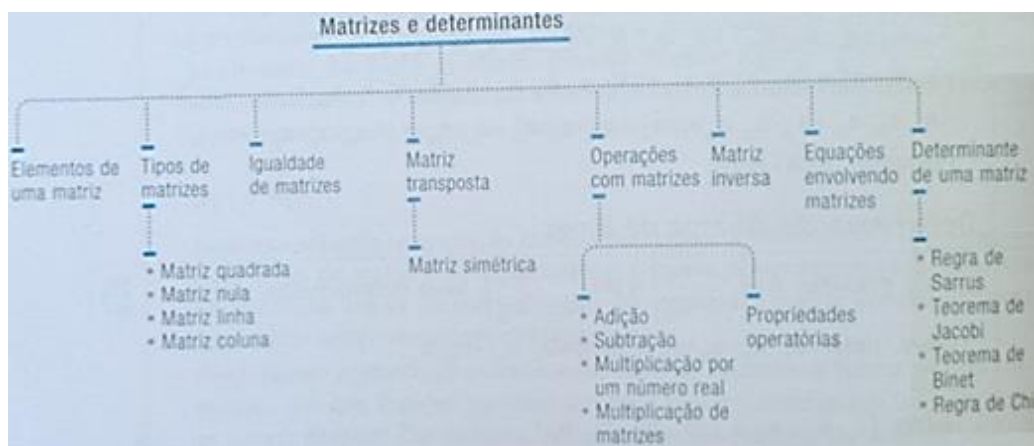 Matrizes e determinantes
Elementos de
uma matriz
Tipos de
matrizes
• Matriz quadrada
• Matriz nula
• Matriz linha
• Matriz coluna
Igualdade
de matrizes
Matriz
transposta
Matriz simétrica
Operações
com matrizes
• Adição
• Subtração
• Multiplicação por
um número real
• Multiplicação de
matrizes
Propriedades
operatórias
Matriz
inversa
Equações
envolvendo
matrizes
Determinante
de uma matriz
• Regra de
Sarrus
• Teorema de
Jacobi
• Teorema de
Binet
• Regra de Chi